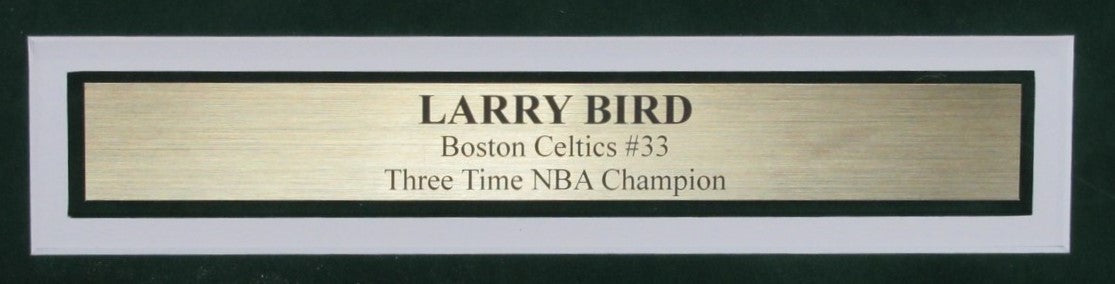 LARRY BIRD
Boston Celtics #33
Three Time NBA Champion